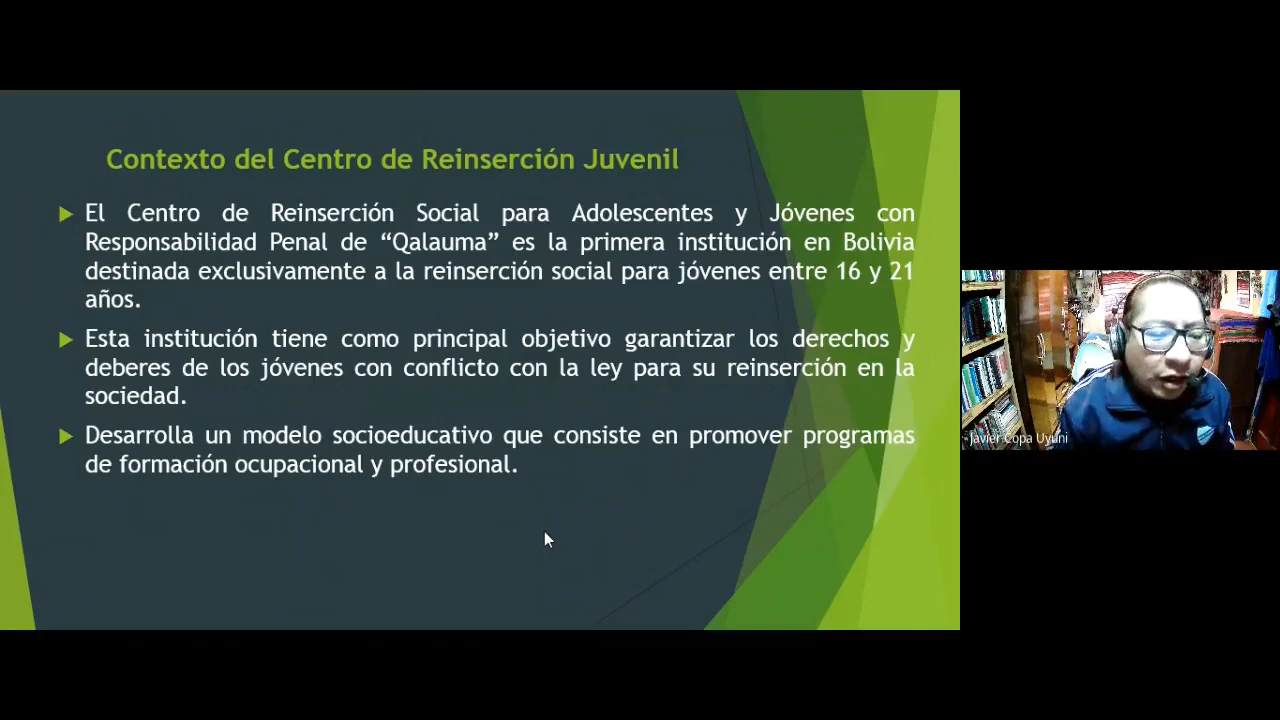 Contexto del Centro de Reinserción Juvenil
El Centro de Reinserción Social para Adolescentes y Jóvenes con
Responsabilidad Penal de “Qalauma” es la primera institución en Bolivia
destinada exclusivamente a la reinserción social para jóvenes entre 16 y 21
años.
Esta institución tiene como principal objetivo garantizar los derechos y
deberes de los jóvenes con conflicto con la ley para su reinserción en la
sociedad.
Desarrolla un modelo socioeducativo que consiste en promover programas
de formación ocupacional y profesional.
Javier Copa Uyuni